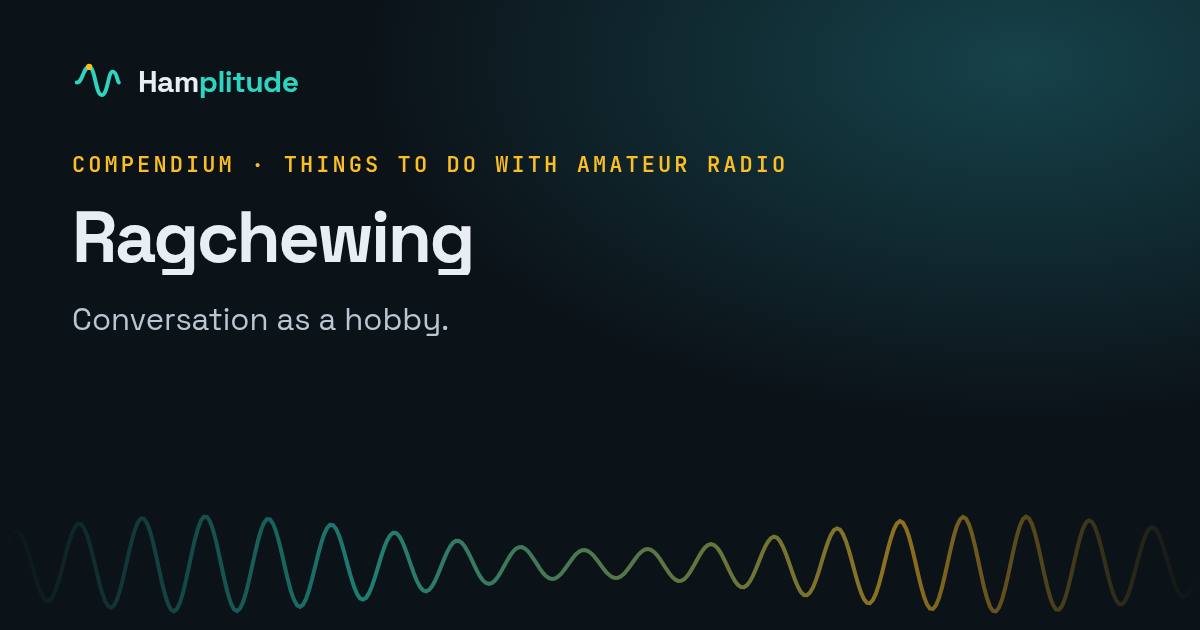 Hamplitude
COMPENDIUM · THINGS TO DO WITH AMATEUR RADIO
Ragchewing
Conversation as a hobby.